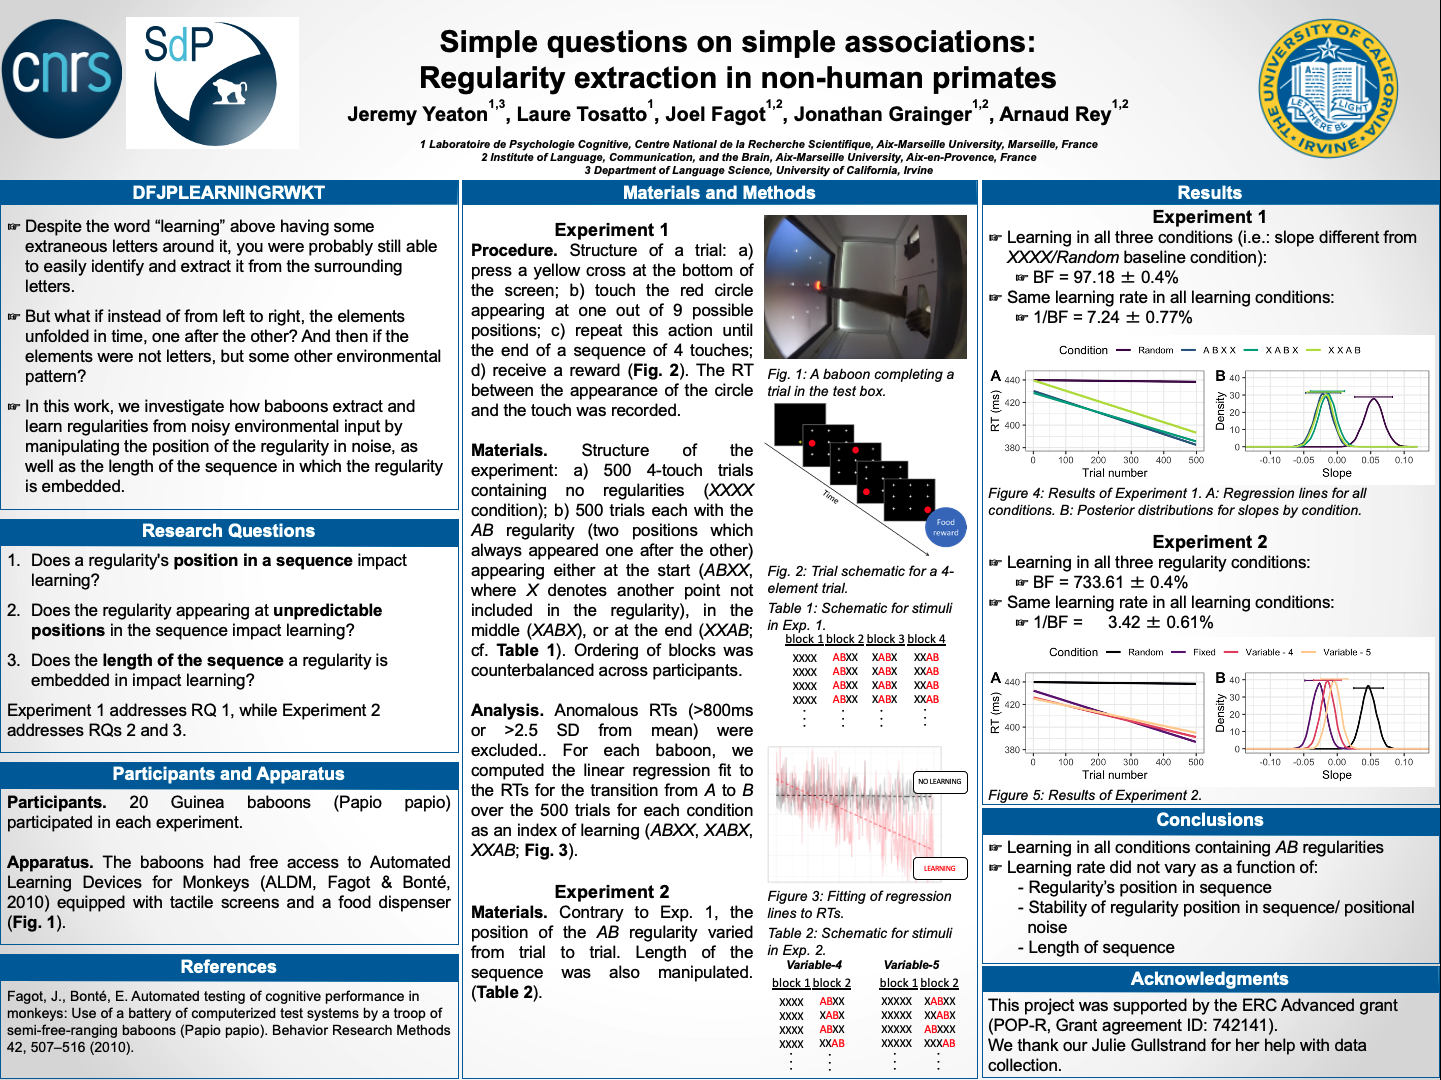 cnrs
SdP
Simple questions on simple associations:
Regularity extraction in non-human primates
Jeremy Yeaton1,3, Laure Tosatto1, Joel Fagot1,2, Jonathan Grainger1,2, Arnaud Rey1,2
1 Laboratoire de Psychologie Cognitive, Centre National de la Recherche Scientifique, Aix-Marseille University, Marseille, France
2 Institute of Language, Communication, and the Brain, Aix-Marseille University, Aix-en-Provence, France
3 Department of Language Science, University of California, Irvine
THE UNIVERSITY OF CALIFORNIA
LET THERE BE LIGHT
IRVINE
DFJPLEARNINGRWKT
☞ Despite the word “learning” above having some
extraneous letters around it, you were probably still able
to easily identify and extract it from the surrounding
letters.
☞ But what if instead of from left to right, the elements
unfolded in time, one after the other? And then if the
elements were not letters, but some other environmental
pattern?
☞ In this work, we investigate how baboons extract and
learn regularities from noisy environmental input by
manipulating the position of the regularity in noise, as
well as the length of the sequence in which the regularity
is embedded.
Research Questions
1. Does a regularity's position in a sequence impact
learning?
2. Does the regularity appearing at unpredictable
positions in the sequence impact learning?
3. Does the length of the sequence a regularity is
embedded in impact learning?
Experiment 1 addresses RQ 1, while Experiment 2
addresses RQs 2 and 3.
Participants and Apparatus
Participants. 20 Guinea baboons (Papio papio)
participated in each experiment.
Apparatus. The baboons had free access to Automated
Learning Devices for Monkeys (ALDM, Fagot & Bonté,
2010) equipped with tactile screens and a food dispenser
(Fig. 1).
References
Fagot, J., Bonté, E. Automated testing of cognitive performance in
monkeys: Use of a battery of computerized test systems by a troop of
semi-free-ranging baboons (Papio papio). Behavior Research Methods
42, 507–516 (2010).
Materials and Methods
Experiment 1
Procedure. Structure of a trial: a)
press a yellow cross at the bottom of
the screen; b) touch the red circle
appearing at one out of 9 possible
positions; c) repeat this action until
the end of a sequence of 4 touches;
d) receive a reward (Fig. 2). The RT
between the appearance of the circle
and the touch was recorded.
Materials. Structure of the
experiment: a) 500 4-touch trials
containing no regularities (XXXX
condition); b) 500 trials each with the
AB regularity (two positions which
always appeared one after the other)
appearing either at the start (ABXX,
where X denotes another point not
included in the regularity), in the
middle (XABX), or at the end (XXAB;
cf. Table 1). Ordering of blocks was
counterbalanced across participants.
Analysis. Anomalous RTs (>800ms
or >2.5 SD from mean) were
excluded.. For each baboon, we
computed the linear regression fit to
the RTs for the transition from A to B
over the 500 trials for each condition
as an index of learning (ABXX, XABX,
XXAB; Fig. 3).
Experiment 2
Materials. Contrary to Exp. 1, the
position of the AB regularity varied
from trial to trial. Length of the
sequence was also manipulated.
(Table 2).
Fig. 1: A baboon completing a
trial in the test box.
Time
Food
reward
Fig. 2: Trial schematic for a 4-
element trial.
Table 1: Schematic for stimuli
in Exp. 1.
block 1 block 2 block 3 block 4
XXXX ABXX XABX XXAB
XXXX ABXX XABX XXAB
XXXX ABXX XABX XXAB
XXXX ABXX XABX XXAB
NO LEARNING
LEARNING
Figure 3: Fitting of regression
lines to RTs.
Table 2: Schematic for stimuli
in Exp. 2.
Variable-4 Variable-5
block 1 block 2 block 1 block 2
XXXX ABXX XXXXX XABXX
XXXX XABX XXXXX XXABX
XXXX ABXX XXXXX ABXXX
XXXX XXAB XXXXX XXXAB
Results
Experiment 1
☞ Learning in all three conditions (i.e.: slope different from
XXXX/Random baseline condition):
☞ BF = 97.18 ± 0.4%
☞ Same learning rate in all learning conditions:
☞ 1/BF = 7.24 ± 0.77%
Condition Random A B X X X A B X X X A B
A B
440
420
400
380
RT (ms)
0 100 200 300 400 500
Trial number
40
30
20
10
0
Density
-0.10 -0.05 0.00 0.05 0.10
Slope
Figure 4: Results of Experiment 1. A: Regression lines for all
conditions. B: Posterior distributions for slopes by condition.
Experiment 2
☞ Learning in all three regularity conditions:
☞ BF = 733.61 ± 0.4%
☞ Same learning rate in all learning conditions:
☞ 1/BF = 3.42 ± 0.61%
Condition Random Fixed Variable - 4 Variable - 5
A B
440
420
400
380
RT (ms)
0 100 200 300 400 500
Trial number
40
30
20
10
0
Density
-0.10 -0.05 0.00 0.05 0.10
Slope
Figure 5: Results of Experiment 2.
Conclusions
☞ Learning in all conditions containing AB regularities
☞ Learning rate did not vary as a function of:
- Regularity’s position in sequence
- Stability of regularity position in sequence/ positional
noise
- Length of sequence
Acknowledgments
This project was supported by the ERC Advanced grant
(POP-R, Grant agreement ID: 742141).
We thank our Julie Gullstrand for her help with data
collection.